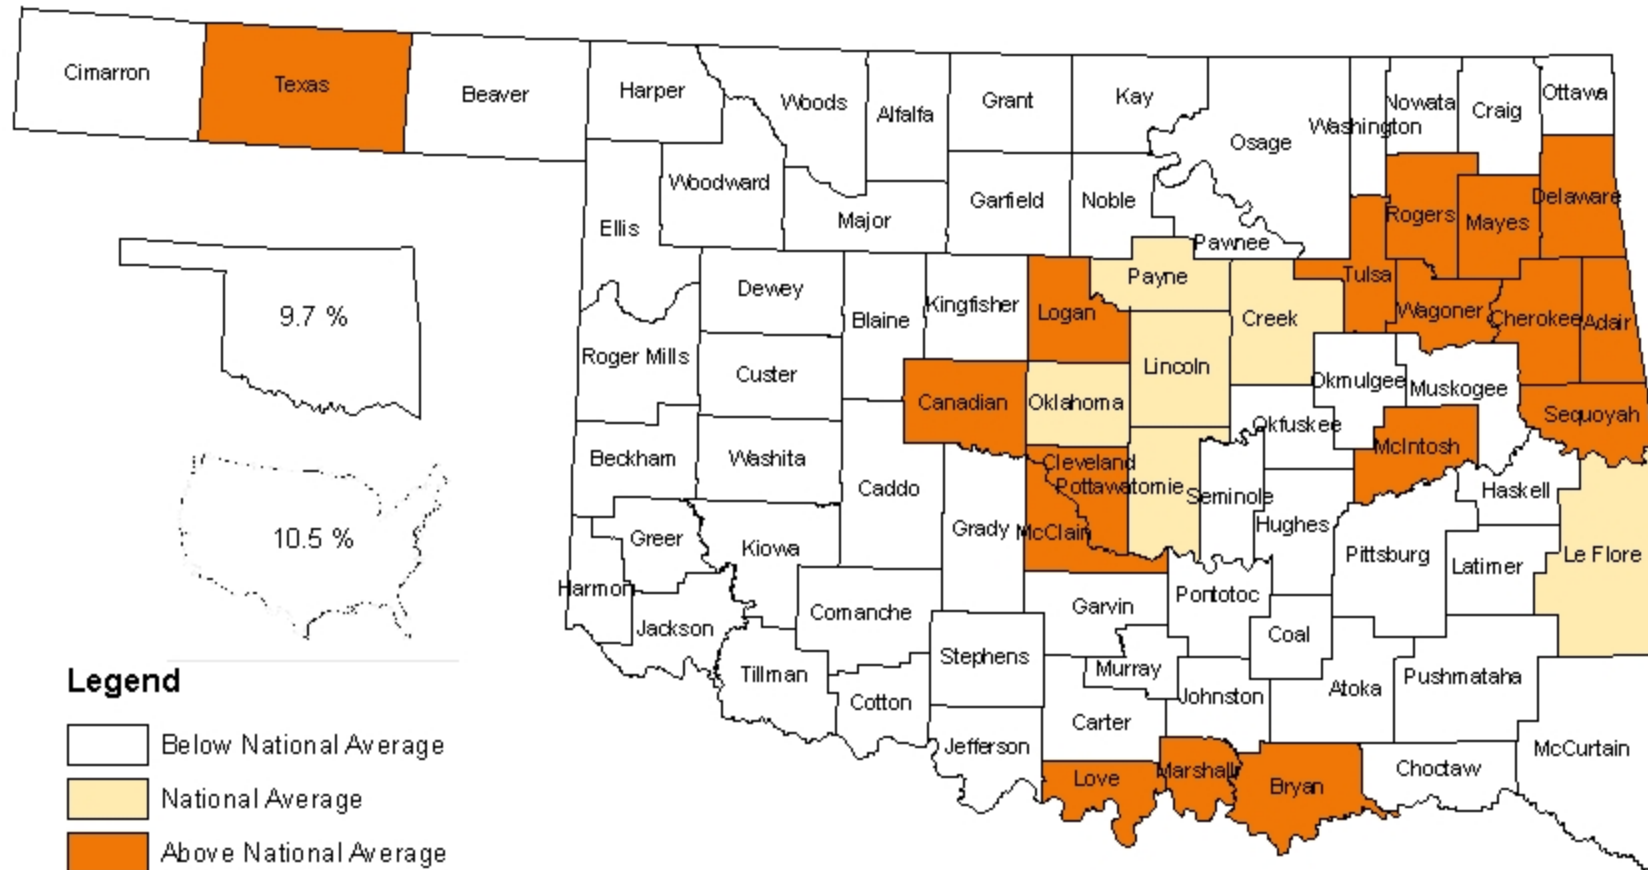 Cimarron
Texas
Beaver
Harper
Woods
Alfalfa
Grant
Kay
Osage
Washington
Nowata
Craig
Ottawa
Ellis
Woodward
Major
Garfield
Noble
Pawnee
Rogers
Mayes
Delaware
9.7 %
Roger Mills
Dewey
Blaine
Kingfisher
Logan
Payne
Creek
Tulsa
Wagoner
Cherokee
Adair
Custer
Canadian
Oklahoma
Lincoln
Okmulgee
Muskogee
Sequoyah
Okfuskee
McIntosh
Beckham
Washita
Caddo
Cleveland
Pottawatomie
Seminole
Haskell
10.5 %
Greer
Kiowa
Grady
McClain
Hughes
Pittsburg
Latimer
Le Flore
Harmon
Jackson
Comanche
Garvin
Pontotoc
Coal
Tillman
Stephens
Murray
Johnston
Atoka
Pushmataha
Cotton
Carter
Jefferson
McCurtain
Love
Marshall
Bryan
Choctaw
Legend
Below National Average
National Average
Above National Average